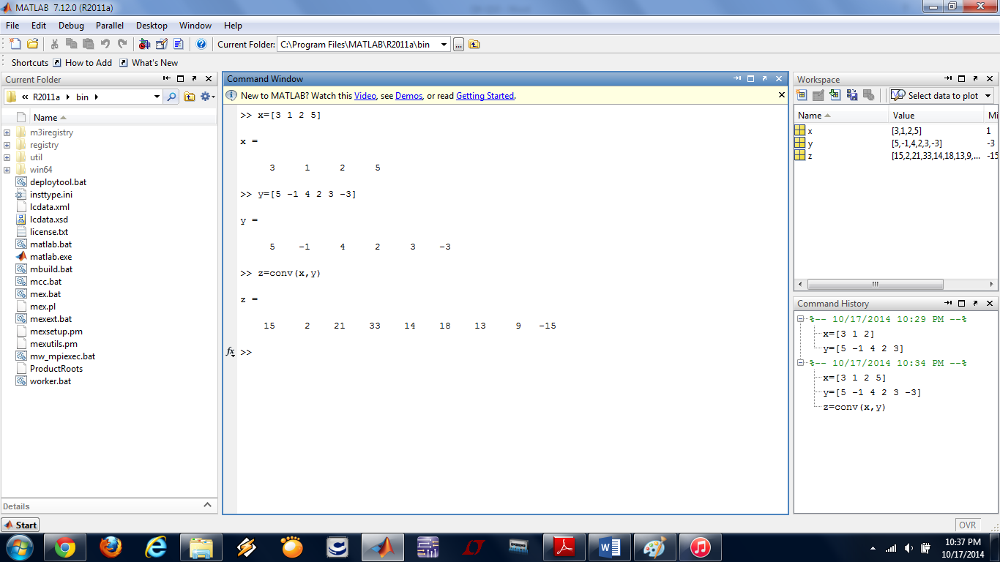 MATLAB 7.12.0 (R2011a)
File Edit Debug Parallel Desktop Window Help
Current Folder: C:\Program Files\MATLAB\R2011a\bin ...
Shortcuts How to Add What's New
Current Folder
« R2011a bin
Name
m3iregistry
registry
util
win64
deploytool.bat
insttype.ini
lcdata.xml
lcdata.xsd
license.txt
matlab.bat
matlab.exe
mbuild.bat
mcc.bat
mex.bat
mex.pl
mexext.bat
mexsetup.pm
mexutils.pm
mw_mpiexec.bat
ProductRoots
worker.bat
Details
Command Window
New to MATLAB? Watch this Video, see Demos, or read Getting Started.
>> x=[3 1 2 5]
x =
3 1 2 5
>> y=[5 -1 4 2 3 -3]
y =
5 -1 4 2 3 -3
>> z=conv(x,y)
z =
15 2 21 33 14 18 13 9 -15
fx >>
Workspace
Select data to plot
Name Value Mi
x [3,1,2,5] 1
y [5,-1,4,2,3,-3] -3
z [15,2,21,33,14,18,13,9,... -15
Command History
%-- 10/17/2014 10:29 PM --%
x=[3 1 2]
y=[5 -1 4 2 3]
%-- 10/17/2014 10:34 PM --%
x=[3 1 2 5]
y=[5 -1 4 2 3 -3]
z=conv(x,y)
Start
OVR
10:37 PM
10/17/2014